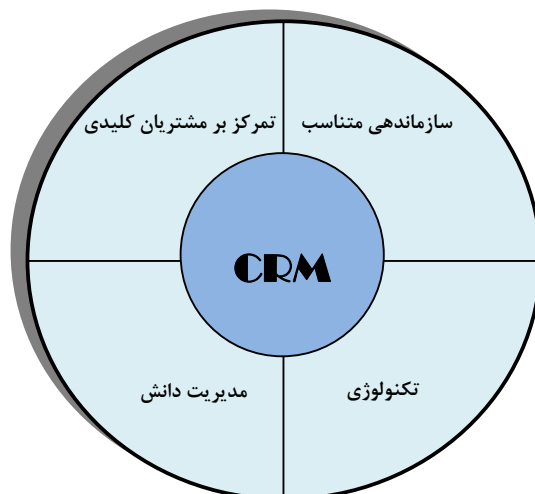 سازماندهی متناسب
تمرکز بر مشتریان کلیدی
CRM
تکنولوژی
مدیریت دانش